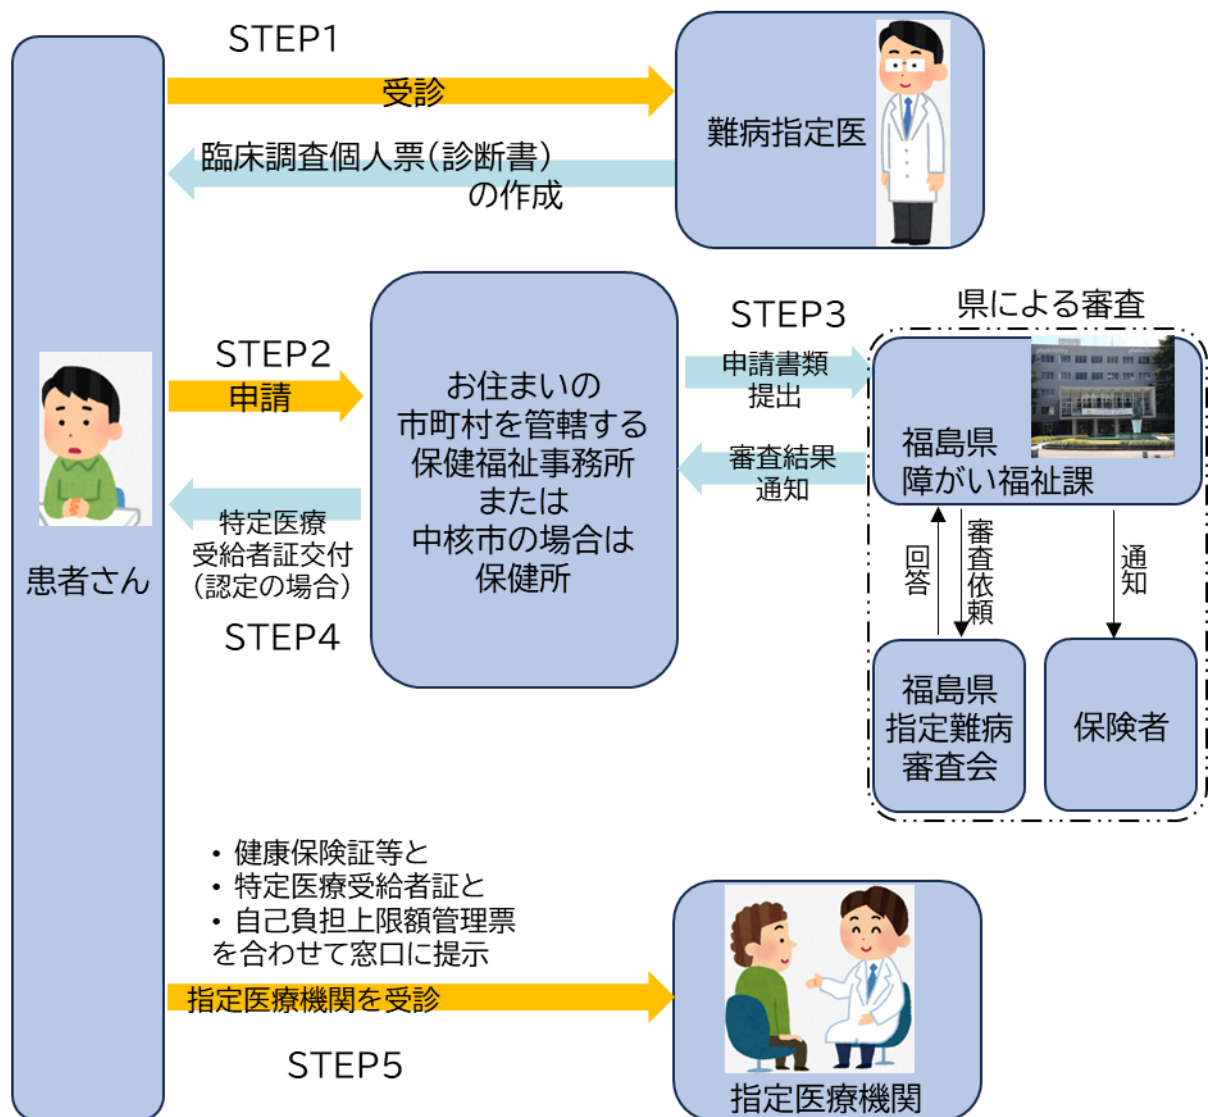 STEP1
受診
難病指定医
臨床調査個人票(診断書)
の作成
患者さん
STEP2
申請
お住まいの
市町村を管轄する
保健福祉事務所
または
中核市の場合は
保健所
特定医療
受給者証交付
(認定の場合)
STEP4
STEP3
申請書類
提出
審査結果
通知
県による審査
福島県
障がい福祉課
回答
審査依頼
通知
福島県
指定難病
審査会
保険者
・健康保険証等と
・特定医療受給者証と
・自己負担上限額管理票
を合わせて窓口に提示
指定医療機関を受診
STEP5
指定医療機関